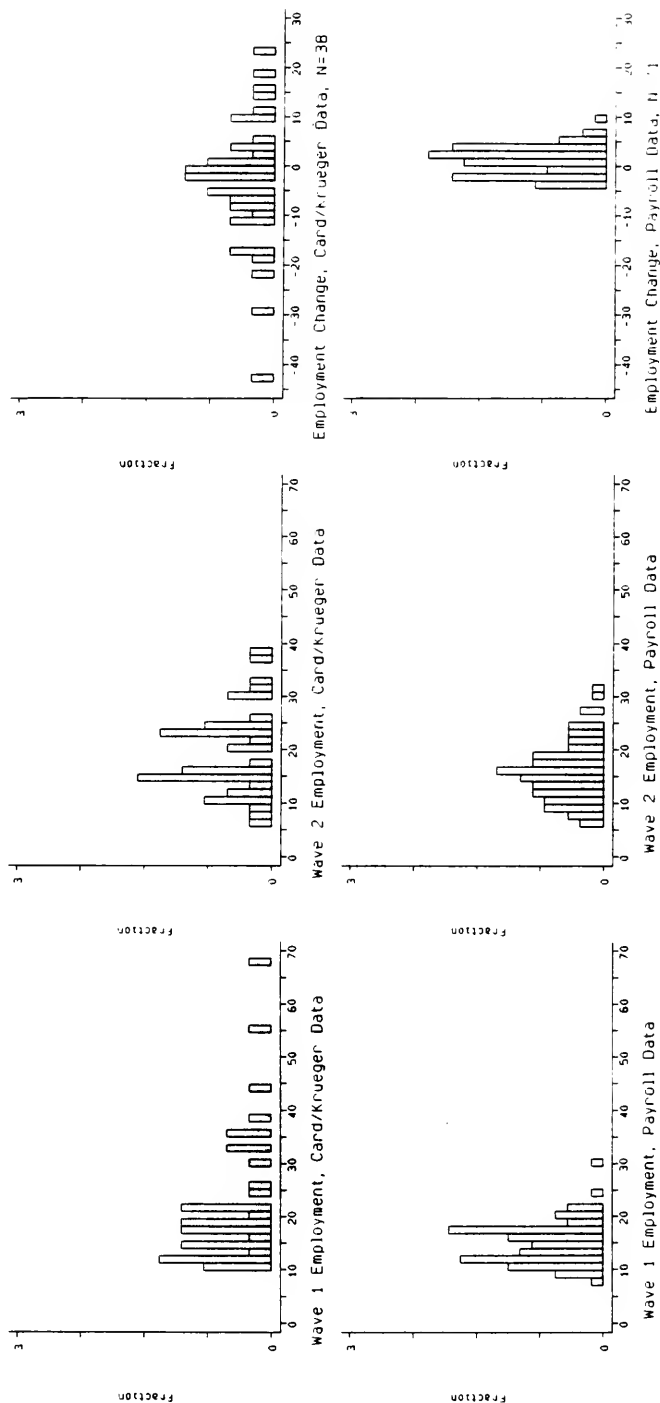 3
0
Fraction
0 10 20 30 40 50 60 70
Wave 1 Employment, Card/Krueger Data
3
0
Fraction
0 10 20 30 40 50 60 70
Wave 2 Employment, Card/Krueger Data
3
0
Fraction
-40 -30 -20 -10 0 10 20 30
Employment Change, Card/Krueger Data, N=38
3
0
Fraction
0 10 20 30 40 50 60 70
Wave 1 Employment, Payroll Data
3
0
Fraction
0 10 20 30 40 50 60 70
Wave 2 Employment, Payroll Data
3
0
Fraction
-40 -30 -20 -10 0 10 20 30
Employment Change, Payroll Data, N